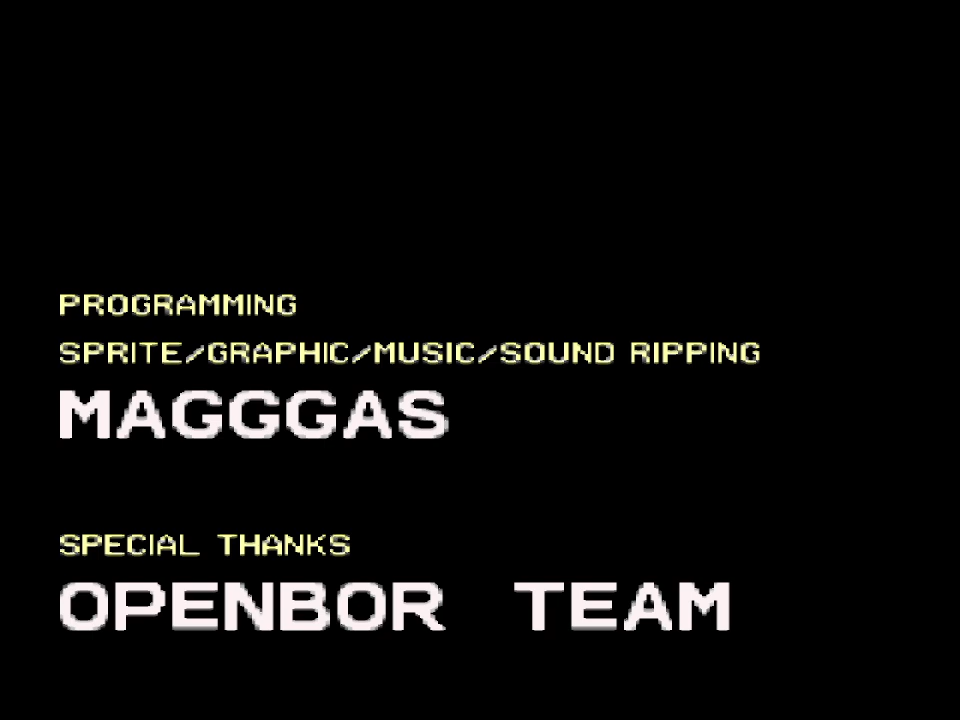 PROGRAMMING
SPRITE/GRAPHIC/MUSIC/SOUND RIPPING
MAGGGAS
SPECIAL THANKS
OPENBOR TEAM